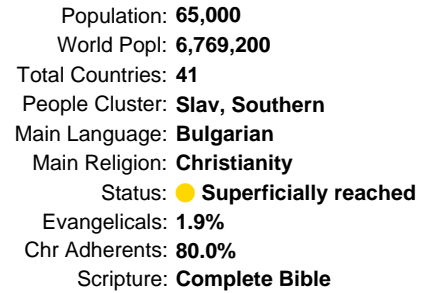 Population: 65,000
World Popl: 6,769,200
Total Countries: 41
People Cluster: Slav, Southern
Main Language: Bulgarian
Main Religion: Christianity
Status: Superficially reached
Evangelicals: 1.9%
Chr Adherents: 80.0%
Scripture: Complete Bible